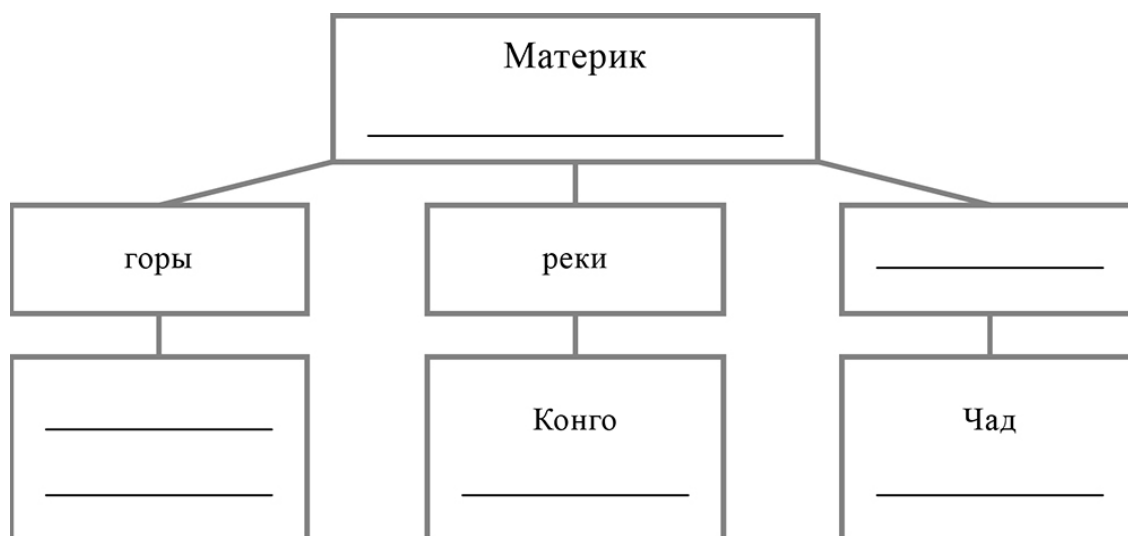 Материк
горы
реки
Конго
Чад